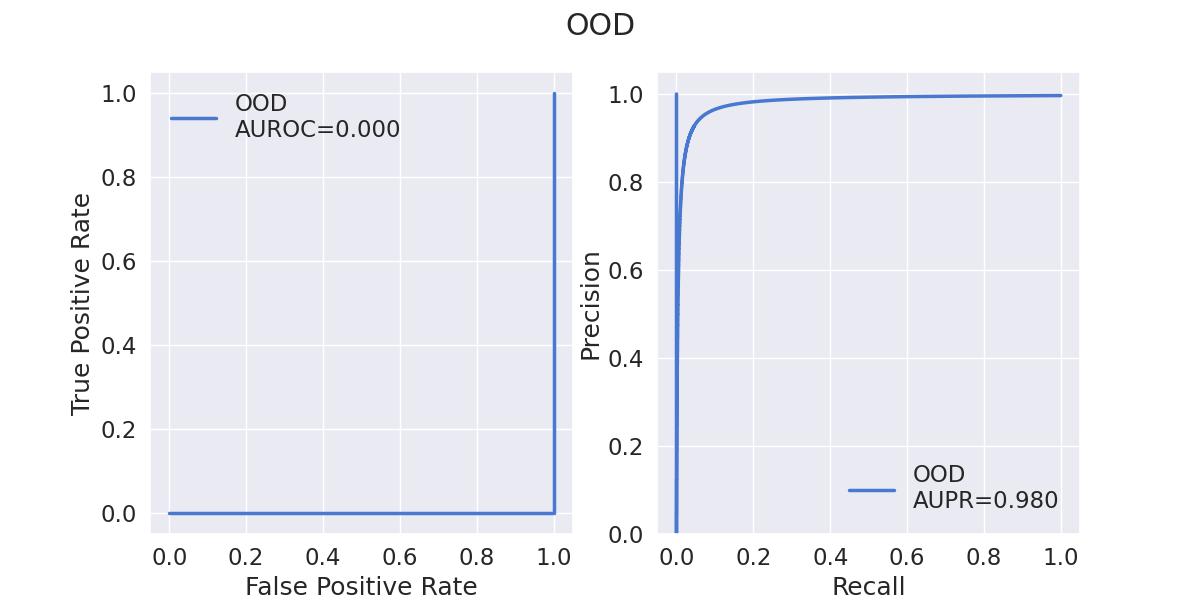 OOD
OOD
AUROC=0.000
True Positive Rate
1.0
0.8
0.6
0.4
0.2
0.0
0.0 0.2 0.4 0.6 0.8 1.0
False Positive Rate
Precision
1.0
0.8
0.6
0.4
0.2
0.0
OOD
AUPR=0.980
0.0 0.2 0.4 0.6 0.8 1.0
Recall